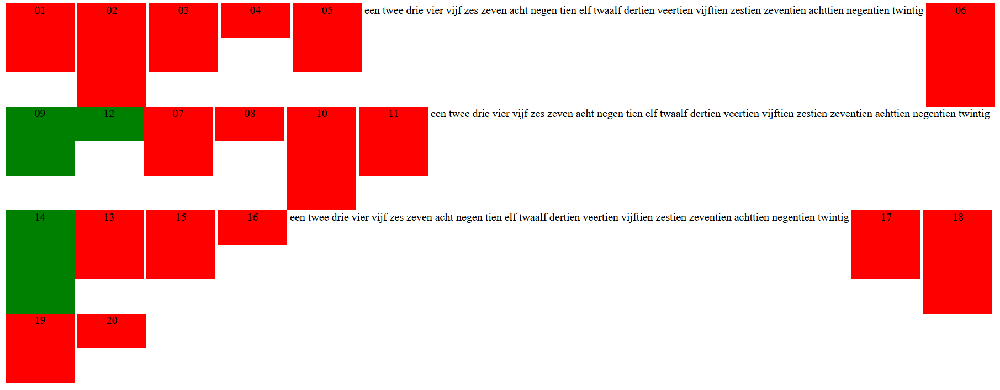 01 02 03 04 05 een twee drie vier vijf zes zeven acht negen tien elf twaalf dertien veertien vijftien zestien zeventien achttien negentien twintig 06
09 12 07 08 10 11 een twee drie vier vijf zes zeven acht negen tien elf twaalf dertien veertien vijftien zestien zeventien achttien negentien twintig
14 13 15 16 een twee drie vier vijf zes zeven acht negen tien elf twaalf dertien veertien vijftien zestien zeventien achttien negentien twintig 17 18
19 20